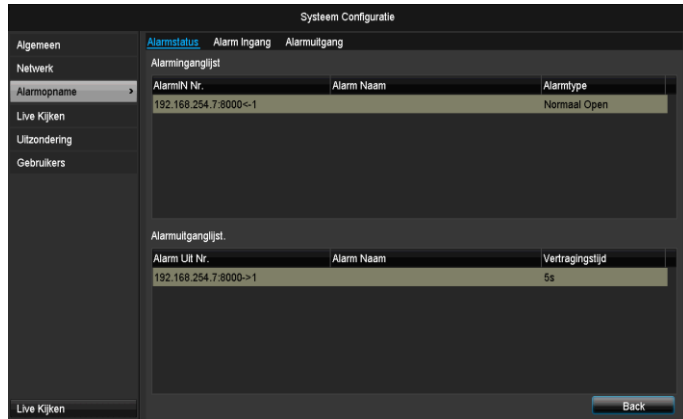 Systeem Configuratie
Algemeen
Netwerk
Alarmopname >
Live Kijken
Uitzondering
Gebruikers
Live Kijken
Alarmstatus Alarm Ingang Alarmuitgang
Alarminganglijst
AlarmIN Nr. Alarm Naam Alarmtype
192.168.254.7:8000<-1 Normaal Open
Alarmuitganglijst.
Alarm Uit Nr. Alarm Naam Vertragingstijd
192.168.254.7:8000->1 5s
Back